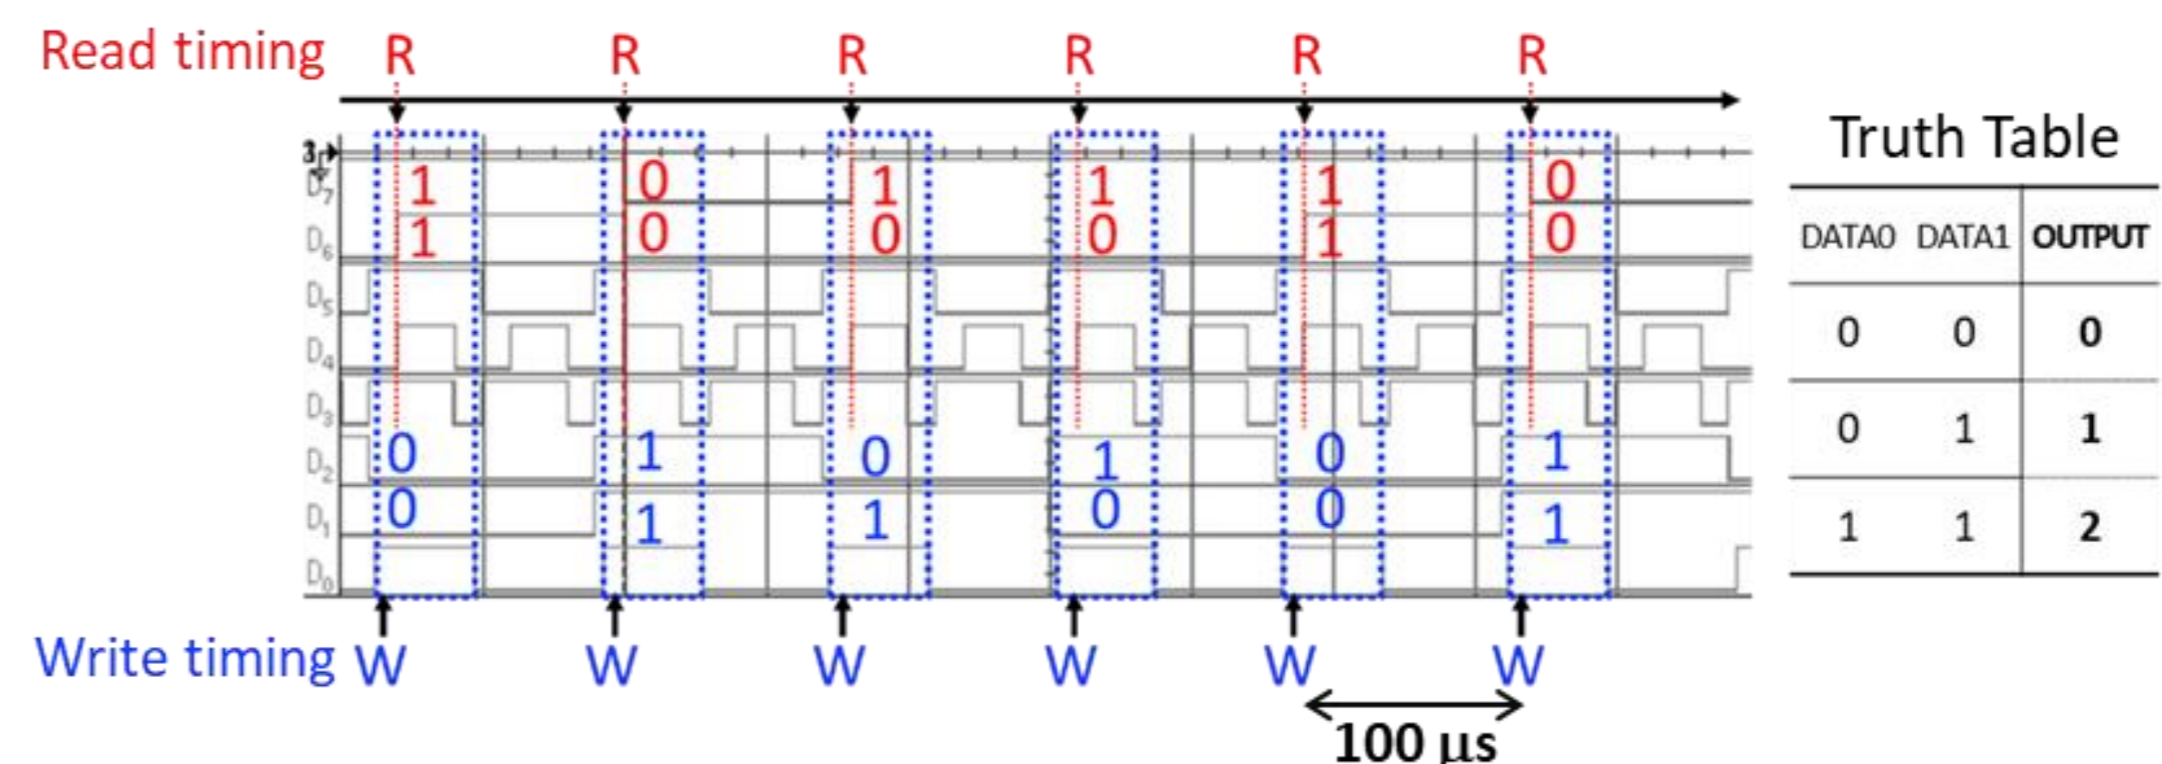 Read timing R R R R R R
3
D7 1 0 1 1 1 0
D6 1 0 0 0 1 0
D5
D4
D3
D2 0 1 0 1 0 1
D1 0 1 1 0 0 1
D0
Write timing W W W W W W
100 μs
Truth Table
DATA0 DATA1 OUTPUT
0 0 0
0 1 1
1 1 2